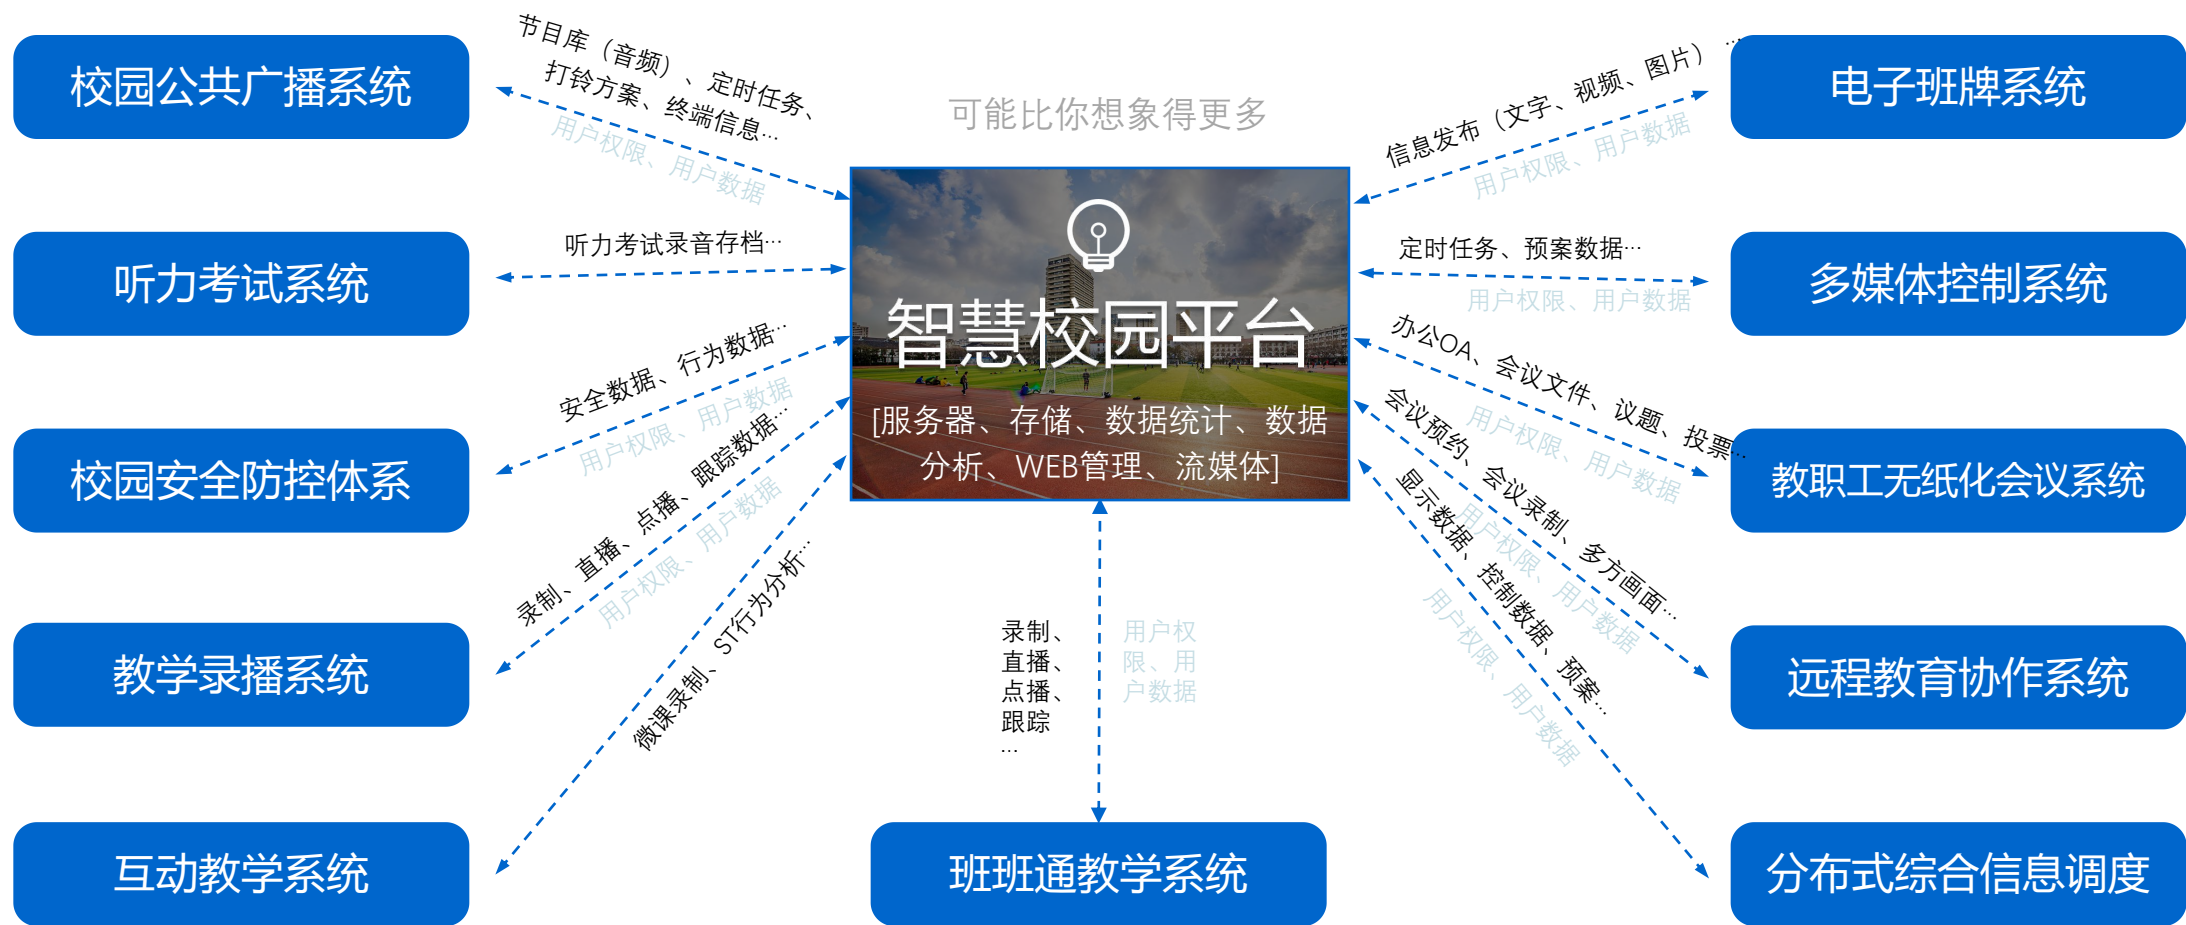 校园公共广播系统
节目库（音频）、定时任务、
打铃方案、终端信息…
用户权限、用户数据
可能比你想象得更多
信息发布（文字、视频、图片）…
用户权限、用户数据
电子班牌系统
听力考试系统
听力考试录音存档…
定时任务、预案数据…
用户权限、用户数据
多媒体控制系统
智慧校园平台
[服务器、存储、数据统计、数据
分析、WEB管理、流媒体]
校园安全防控体系
安全数据、行为数据…
用户权限、用户数据
办公OA、会议文件、议题、投票…
用户权限、用户数据
教职工无纸化会议系统
教学录播系统
录制、直播、点播、跟踪数据…
用户权限、用户数据
会议预约、会议录制、多方画面…
用户权限、用户数据
远程教育协作系统
互动教学系统
微课录制、ST行为分析…
录制、
直播、
点播、
跟踪
…
用户权
限、用
户数据
班班通教学系统
显示数据、控制数据、预案…
用户权限、用户数据
分布式综合信息调度